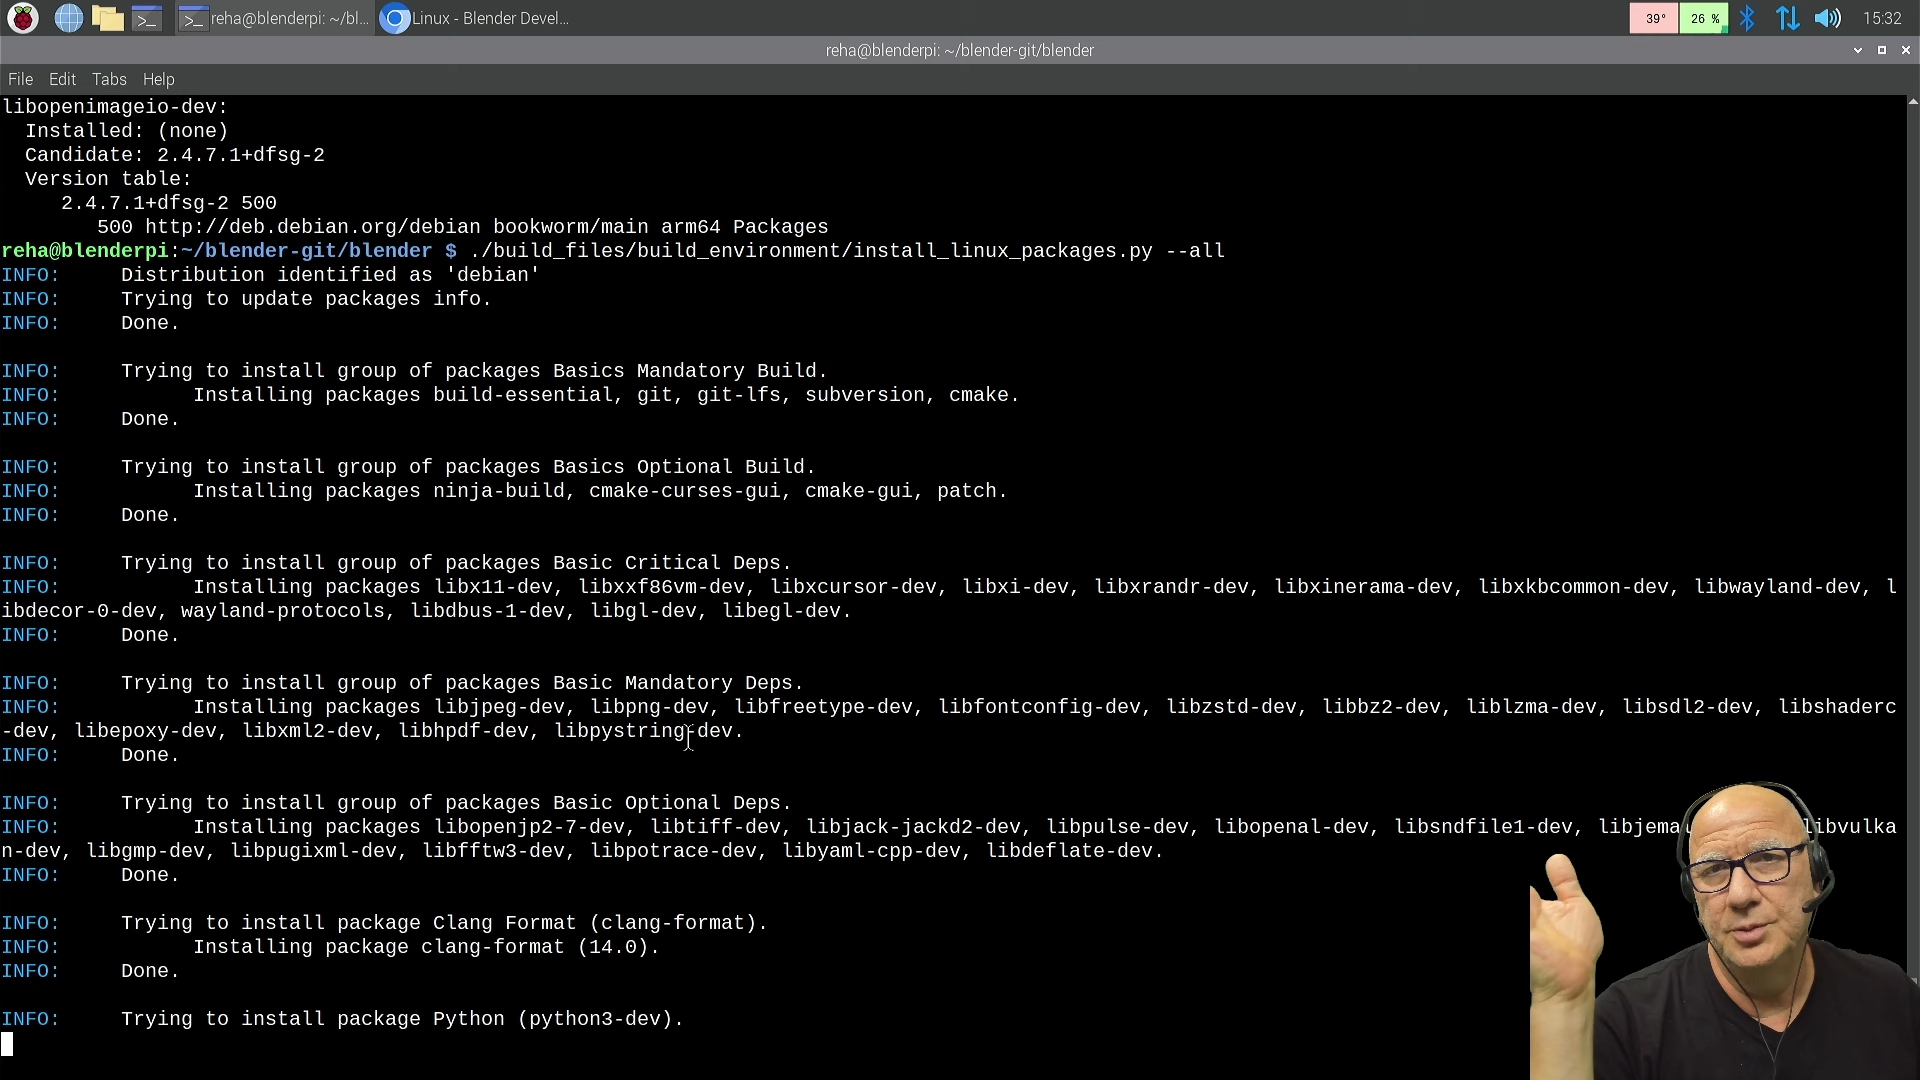 reha@blenderpi: ~/bl... Linux - Blender Devel... 39° 26 % 15:32
reha@blenderpi: ~/blender-git/blender
File Edit Tabs Help
libopenimageio-dev:
  Installed: (none)
  Candidate: 2.4.7.1+dfsg-2
  Version table:
     2.4.7.1+dfsg-2 500
        500 http://deb.debian.org/debian bookworm/main arm64 Packages
reha@blenderpi:~/blender-git/blender $ ./build_files/build_environment/install_linux_packages.py --all
INFO:     Distribution identified as 'debian'
INFO:     Trying to update packages info.
INFO:     Done.
INFO:     Trying to install group of packages Basics Mandatory Build.
INFO:           Installing packages build-essential, git, git-lfs, subversion, cmake.
INFO:     Done.
INFO:     Trying to install group of packages Basics Optional Build.
INFO:           Installing packages ninja-build, cmake-curses-gui, cmake-gui, patch.
INFO:     Done.
INFO:     Trying to install group of packages Basic Critical Deps.
INFO:           Installing packages libx11-dev, libxxf86vm-dev, libxcursor-dev, libxi-dev, libxrandr-dev, libxinerama-dev, libxkbcommon-dev, libwayland-dev, l
ibdecor-0-dev, wayland-protocols, libdbus-1-dev, libgl-dev, libegl-dev.
INFO:     Done.
INFO:     Trying to install group of packages Basic Mandatory Deps.
INFO:           Installing packages libjpeg-dev, libpng-dev, libfreetype-dev, libfontconfig-dev, libzstd-dev, libbz2-dev, liblzma-dev, libsdl2-dev, libshaderc
-dev, libepoxy-dev, libxml2-dev, libhpdf-dev, libpystring-dev.
INFO:     Done.
INFO:     Trying to install group of packages Basic Optional Deps.
INFO:           Installing packages libopenjp2-7-dev, libtiff-dev, libjack-jackd2-dev, libpulse-dev, libopenal-dev, libsndfile1-dev, libvulka
n-dev, libgmp-dev, libpugixml-dev, libfftw3-dev, libpotrace-dev, libyaml-cpp-dev, libdeflate-dev.
INFO:     Done.
INFO:     Trying to install package Clang Format (clang-format).
INFO:           Installing package clang-format (14.0).
INFO:     Done.
INFO:     Trying to install package Python (python3-dev).